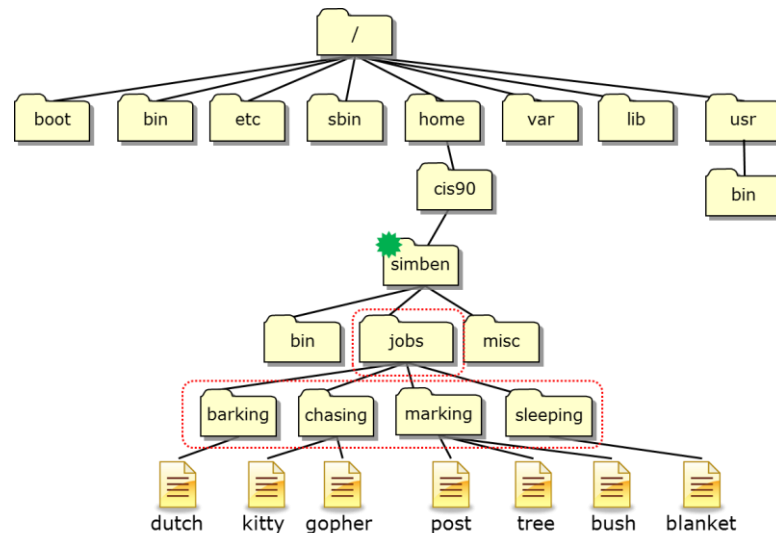 /
boot bin etc sbin home var lib usr
cis90 bin
simben
bin jobs misc
barking chasing marking sleeping
dutch kitty gopher post tree bush blanket